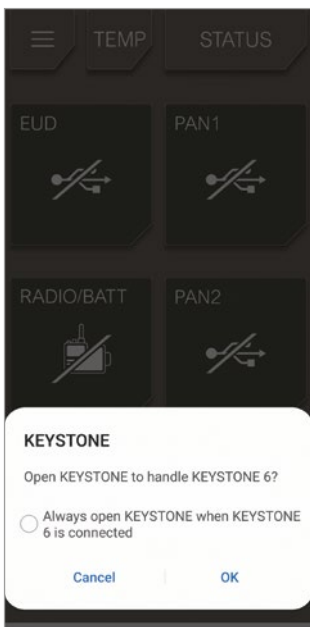 TEMP
STATUS
EUD
PAN1
RADIO/BATT
PAN2
KEYSTONE
Open KEYSTONE to handle KEYSTONE 6?
Always open KEYSTONE when KEYSTONE
6 is connected
Cancel
OK